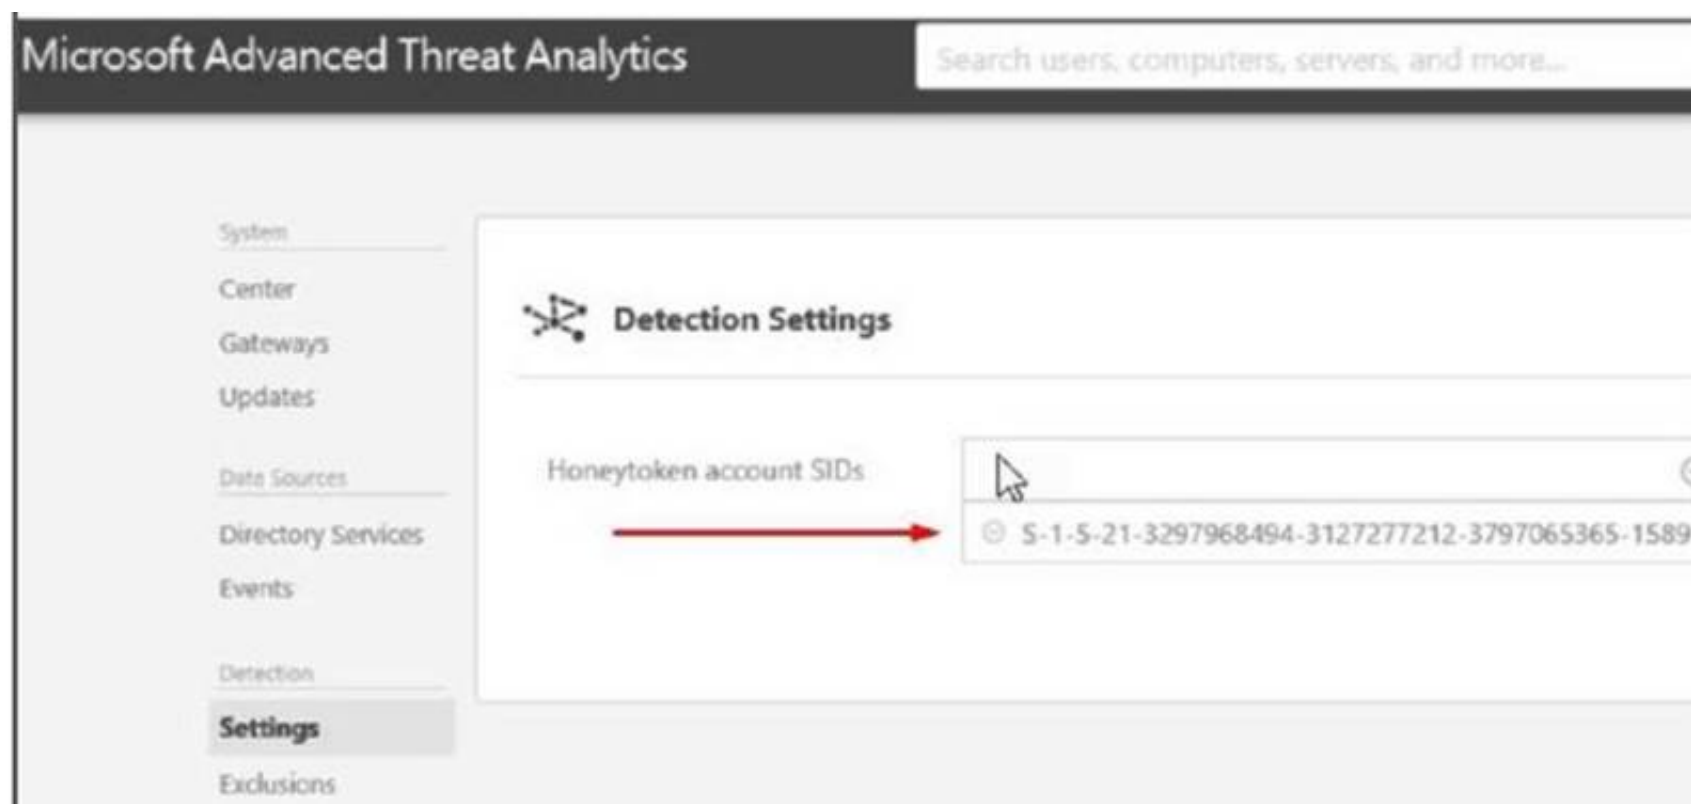 Microsoft Advanced Threat Analytics
Search users, computers, servers, and more...
System
Center
Gateways
Updates
Data Sources
Directory Services
Events
Detection
Settings
Exclusions
Detection Settings
Honeytoken account SIDs
S-1-5-21-3297968494-3127277212-3797065365-1589